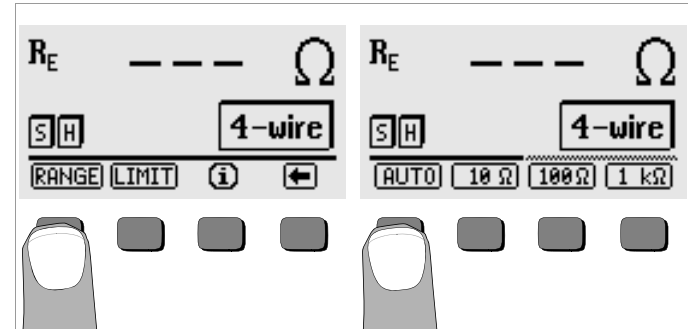 RE --- Ω
S H 4-wire
RANGE LIMIT i ←
RE --- Ω
S H 4-wire
AUTO 10 Ω 100Ω 1 kΩ